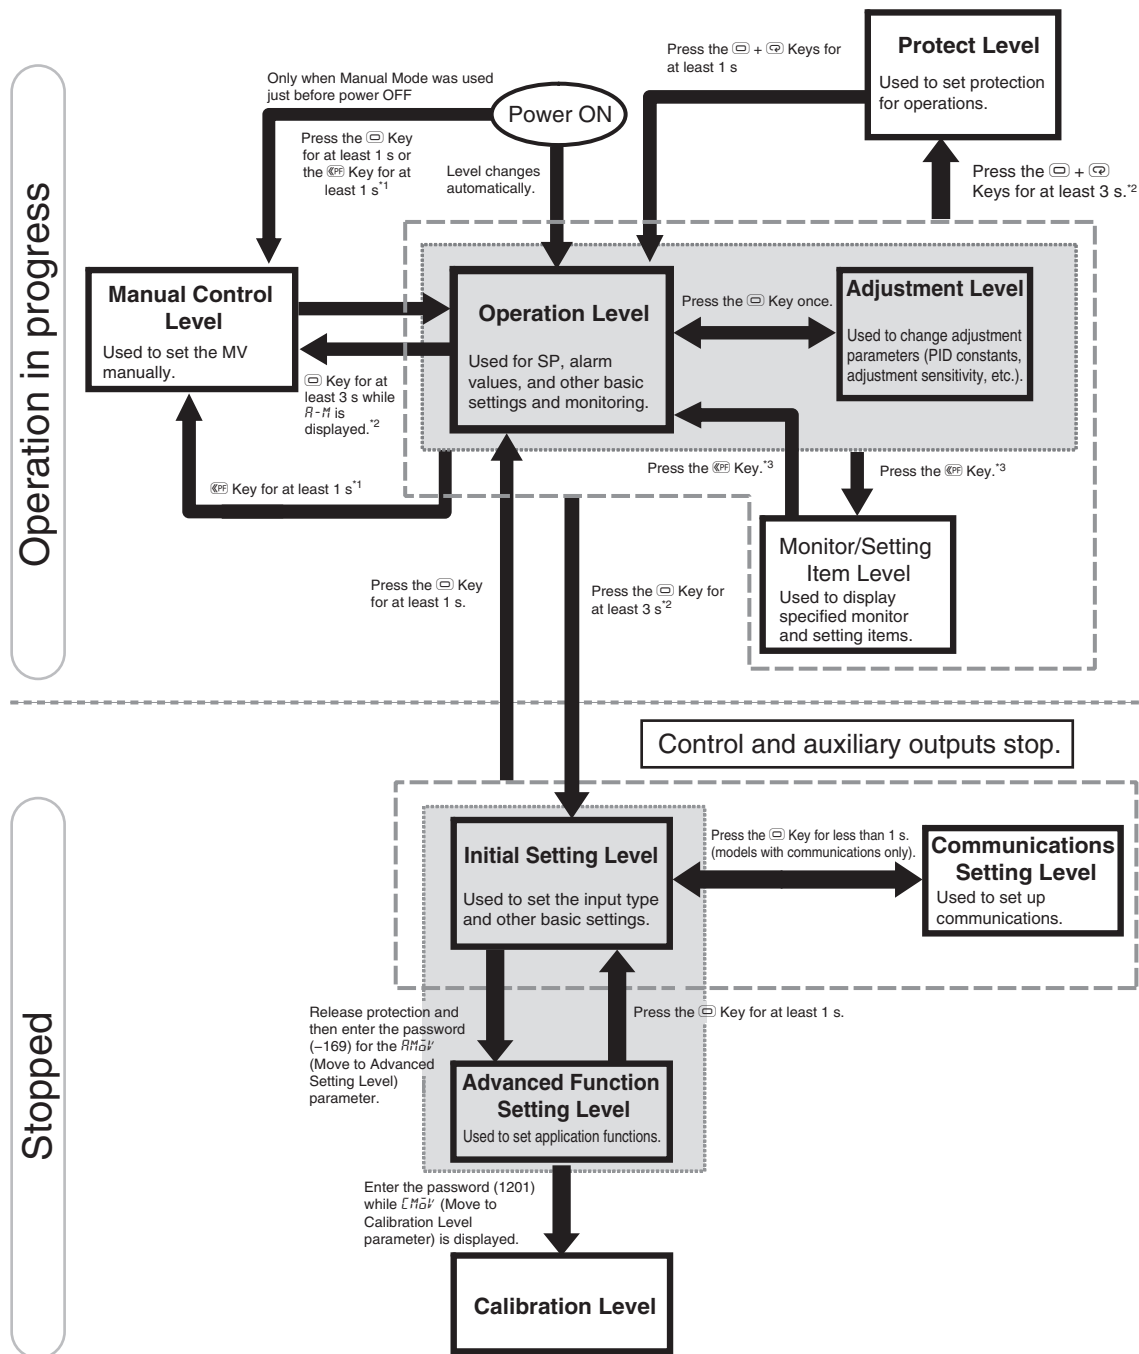 Operation in progress
Stopped
Only when Manual Mode was used
just before power OFF
Power ON
Press the Key
for at least 1 s or
the PF Key for at
least 1 s*1
Level changes
automatically.
Press the + Keys for
at least 1 s
Protect Level
Used to set protection
for operations.
Press the +
Keys for at least 3 s.*2
Manual Control
Level
Used to set the MV
manually.
Key for at
least 3 s while
A-M is
displayed.*2
PF Key for at least 1 s*1
Operation Level
Used for SP, alarm
values, and other basic
settings and monitoring.
Press the Key once.
Adjustment Level
Used to change adjustment
parameters (PID constants,
adjustment sensitivity, etc.).
Press the PF Key.*3
Press the PF Key.*3
Monitor/Setting
Item Level
Used to display
specified monitor
and setting items.
Press the Key
for at least 1 s.
Press the Key for
at least 3 s*2
Control and auxiliary outputs stop.
Initial Setting Level
Used to set the input type
and other basic settings.
Press the Key for less than 1 s.
(models with communications only).
Communications
Setting Level
Used to set up
communications.
Release protection and
then enter the password
(−169) for the AMoV
(Move to Advanced
Setting Level)
parameter.
Press the Key for at least 1 s.
Advanced Function
Setting Level
Used to set application functions.
Enter the password (1201)
while CMoV (Move to
Calibration Level
parameter) is displayed.
Calibration Level